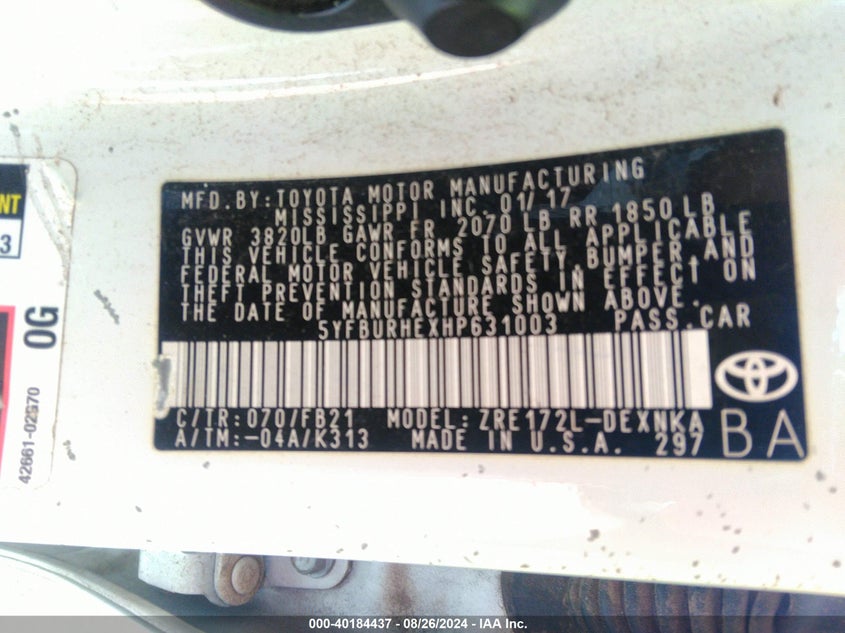 MFD.BY:TOYOTA MOTOR MANUFACTURING
MISSISSIPPI INC. 01/17
GVWR 3820LB GAWR FR 2070 LB RR 1850 LB
THIS VEHICLE CONFORMS TO ALL APPLICABLE
FEDERAL MOTOR VEHICLE SAFETY, BUMPER, AND
THEFT PREVENTION STANDARDS IN EFFECT ON
THE DATE OF MANUFACTURE SHOWN ABOVE.
5YFBURHEXHP631003 PASS.CAR
C/TR:070/FB21 MODEL:ZRE172L-DEXNKA
A/TM:-04A/K313 MADE IN U.S.A. 297
BA
NT
3
0G
000-40184437 - 08/26/2024 - IAA Inc.